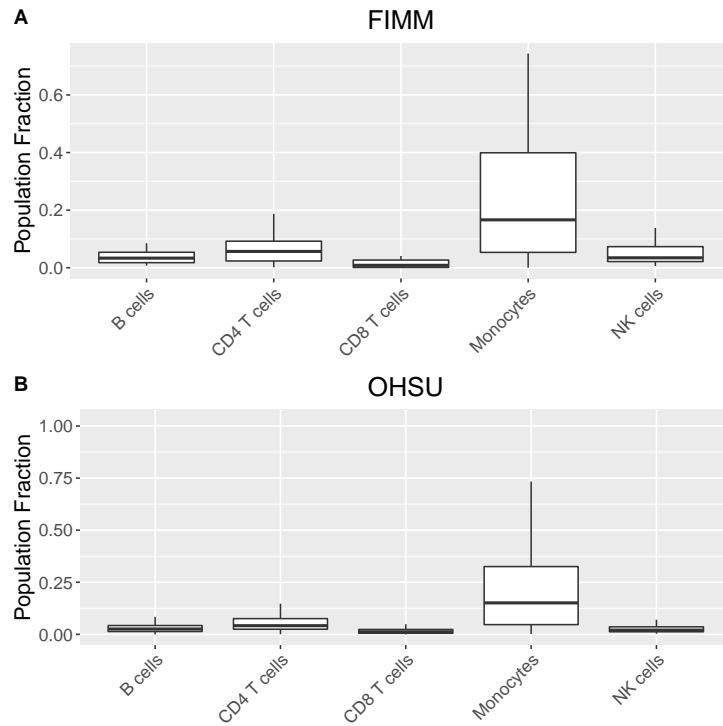 A
FIMM
Population Fraction
0.6
0.4
0.2
0.0
B cells
CD4 T cells
CD8 T cells
Monocytes
NK cells
B
OHSU
Population Fraction
1.00
0.75
0.50
0.25
0.00
B cells
CD4 T cells
CD8 T cells
Monocytes
NK cells